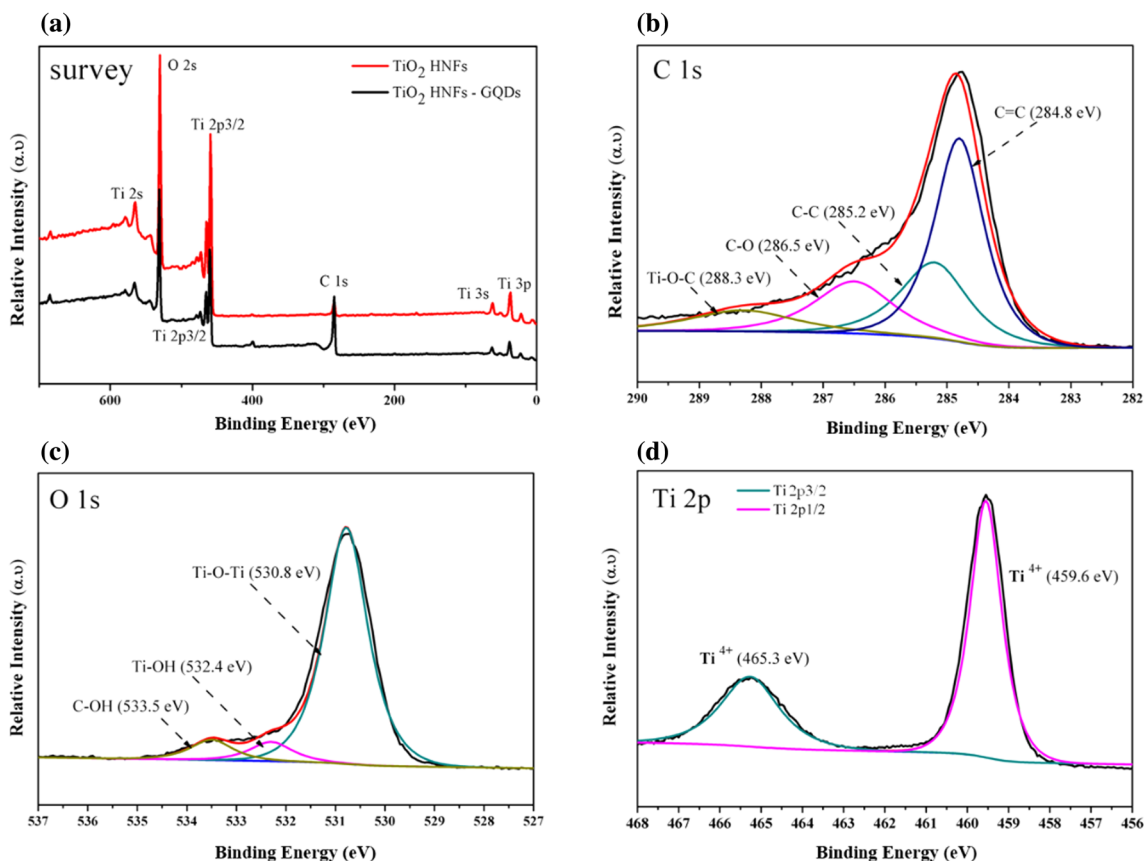 (a)
survey
O 2s
Ti 2p3/2
Ti 2s
Ti 2p3/2
C 1s
Ti 3s
Ti 3p
TiO2 HNFs
TiO2 HNFs - GQDs
Relative Intensity (α.υ)
600
400
200
0
Binding Energy (eV)
(b)
C 1s
C=C (284.8 eV)
C-C (285.2 eV)
C-O (286.5 eV)
Ti-O-C (288.3 eV)
Relative Intensity (α.υ)
290 289 288 287 286 285 284 283 282
Binding Energy (eV)
(c)
O 1s
Ti-O-Ti (530.8 eV)
Ti-OH (532.4 eV)
C-OH (533.5 eV)
Relative Intensity (α.υ)
537 536 535 534 533 532 531 530 529 528 527
Binding Energy (eV)
(d)
Ti 2p
Ti 2p3/2
Ti 2p1/2
Ti 4+ (459.6 eV)
Ti 4+ (465.3 eV)
Relative Intensity (α.υ)
468 467 466 465 464 463 462 461 460 459 458 457 456
Binding Energy (eV)